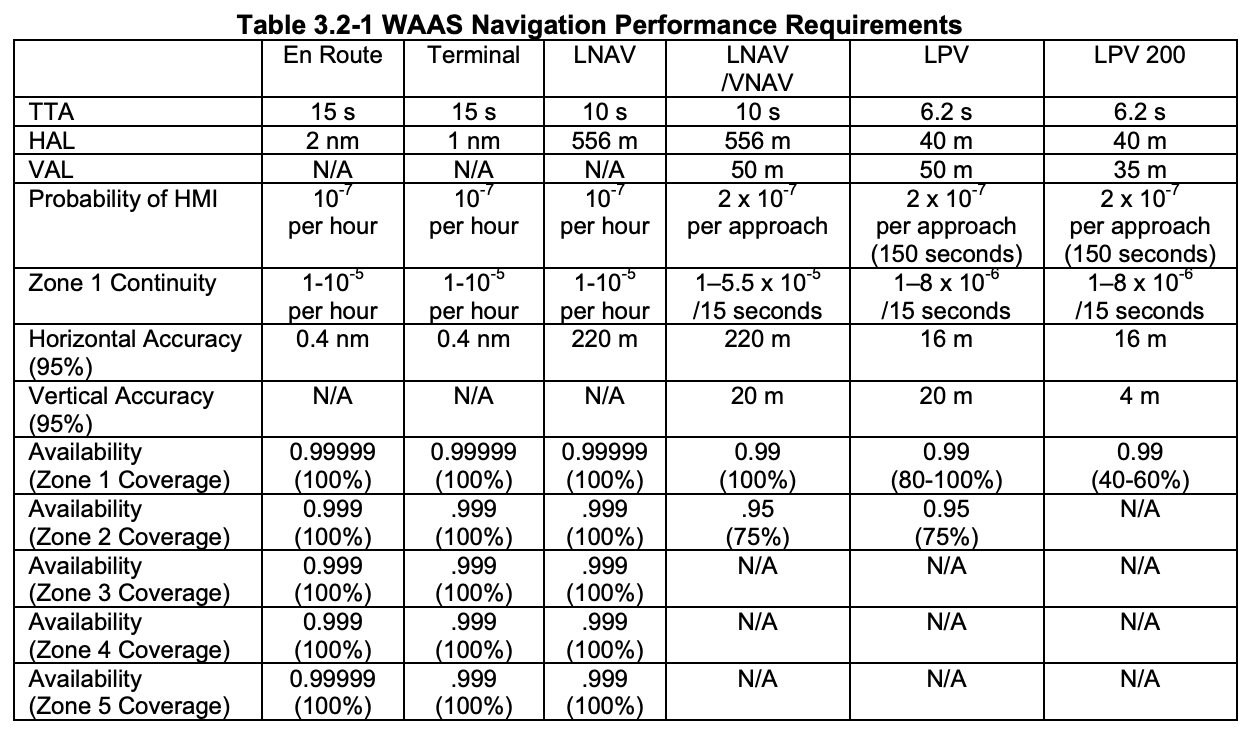 Table 3.2-1 WAAS Navigation Performance Requirements
En Route Terminal LNAV LNAV LPV LPV 200
/VNAV
TTA 15 s 15 s 10 s 10 s 6.2 s 6.2 s
HAL 2 nm 1 nm 556 m 556 m 40 m 40 m
VAL N/A N/A N/A 50 m 50 m 35 m
Probability of HMI 10⁻⁷ 10⁻⁷ 10⁻⁷ 2 x 10⁻⁷ 2 x 10⁻⁷ 2 x 10⁻⁷
per hour per hour per hour per approach per approach per approach
(150 seconds) (150 seconds)
Zone 1 Continuity 1-10⁻⁵ 1-10⁻⁵ 1-10⁻⁵ 1–5.5 x 10⁻⁵ 1–8 x 10⁻⁶ 1–8 x 10⁻⁶
per hour per hour per hour /15 seconds /15 seconds /15 seconds
Horizontal Accuracy 0.4 nm 0.4 nm 220 m 220 m 16 m 16 m
(95%)
Vertical Accuracy N/A N/A N/A 20 m 20 m 4 m
(95%)
Availability 0.99999 0.99999 0.99999 0.99 0.99 0.99
(Zone 1 Coverage) (100%) (100%) (100%) (100%) (80-100%) (40-60%)
Availability 0.999 .999 .999 .95 0.95 N/A
(Zone 2 Coverage) (100%) (100%) (100%) (75%) (75%)
Availability 0.999 .999 .999 N/A N/A N/A
(Zone 3 Coverage) (100%) (100%) (100%)
Availability 0.999 .999 .999 N/A N/A N/A
(Zone 4 Coverage) (100%) (100%) (100%)
Availability 0.99999 .999 .999 N/A N/A N/A
(Zone 5 Coverage) (100%) (100%) (100%)